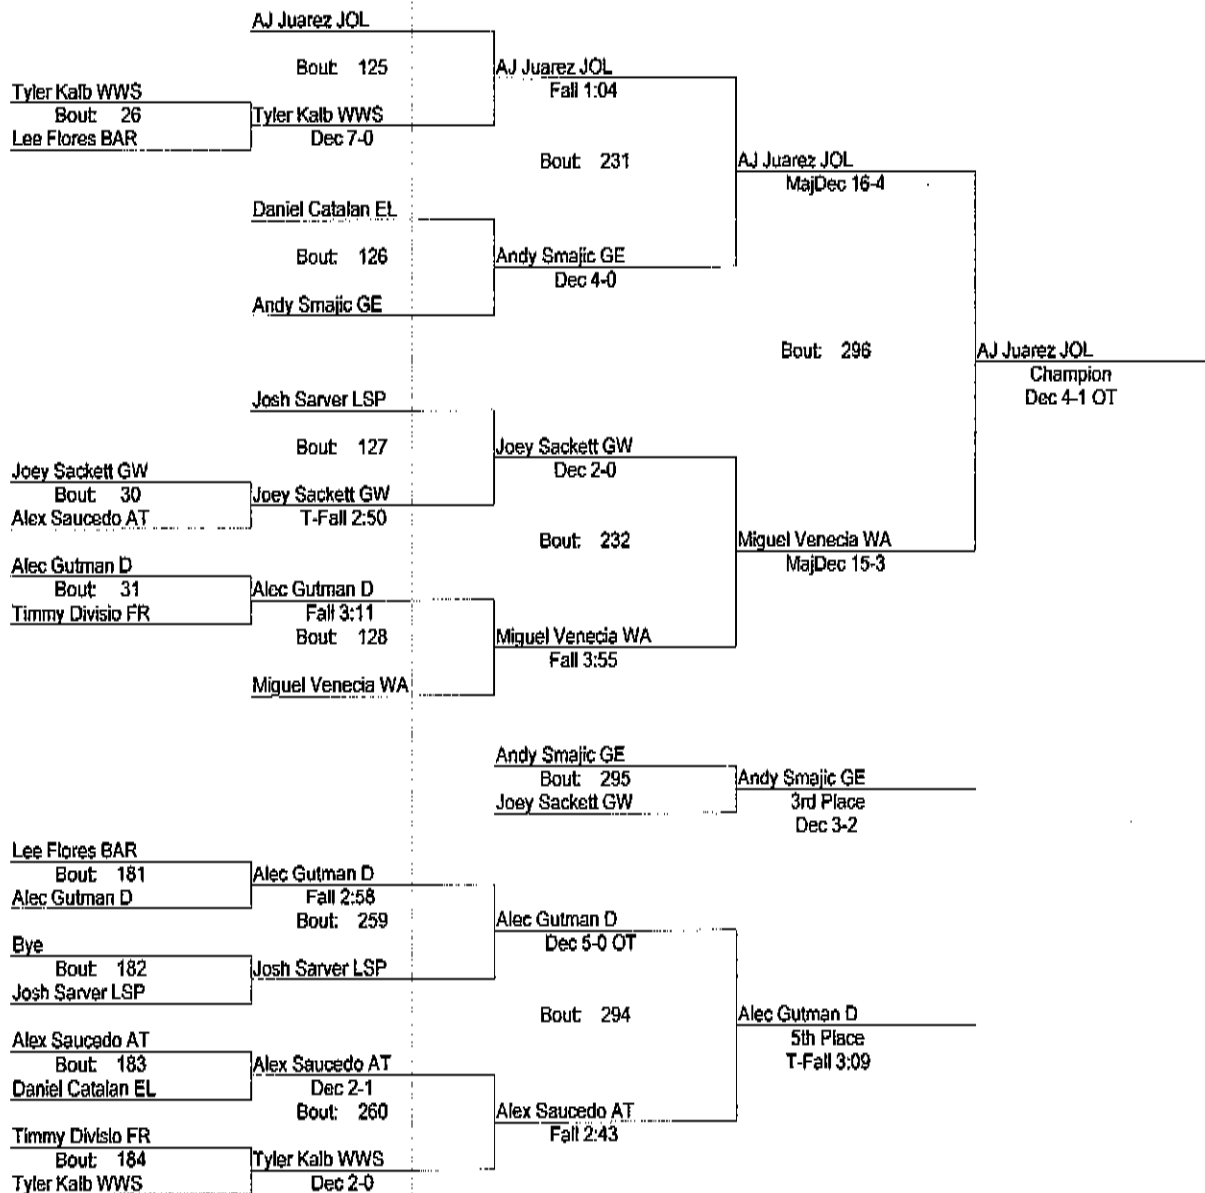 AJ Juarez JOL
Bout: 125
AJ Juarez JOL
Fall 1:04
Tyler Kalb WWS
Bout: 26
Tyler Kalb WWS
Lee Flores BAR
Dec 7-0
Bout: 231
AJ Juarez JOL
MajDec 16-4
Daniel Catalan EL
Bout: 126
Andy Smajic GE
Dec 4-0
Andy Smajic GE
Bout: 296
AJ Juarez JOL
Champion
Dec 4-1 OT
Josh Sarver LSP
Bout: 127
Joey Sackett GW
Dec 2-0
Joey Sackett GW
Bout: 30
Joey Sackett GW
Alex Saucedo AT
T-Fall 2:50
Bout: 232
Miguel Venecia WA
MajDec 15-3
Alec Gutman D
Bout: 31
Alec Gutman D
Timmy Divisio FR
Fall 3:11
Bout: 128
Miguel Venecia WA
Fall 3:55
Miguel Venecia WA
Andy Smajic GE
Bout: 295
Andy Smajic GE
Joey Sackett GW
3rd Place
Dec 3-2
Lee Flores BAR
Bout: 181
Alec Gutman D
Alec Gutman D
Fall 2:58
Bout: 259
Alec Gutman D
Dec 5-0 OT
Bye
Bout: 182
Josh Sarver LSP
Josh Sarver LSP
Bout: 294
Alec Gutman D
5th Place
T-Fall 3:09
Alex Saucedo AT
Bout: 183
Alex Saucedo AT
Daniel Catalan EL
Dec 2-1
Bout: 260
Alex Saucedo AT
Fall 2:43
Timmy Divisio FR
Bout: 184
Tyler Kalb WWS
Tyler Kalb WWS
Dec 2-0